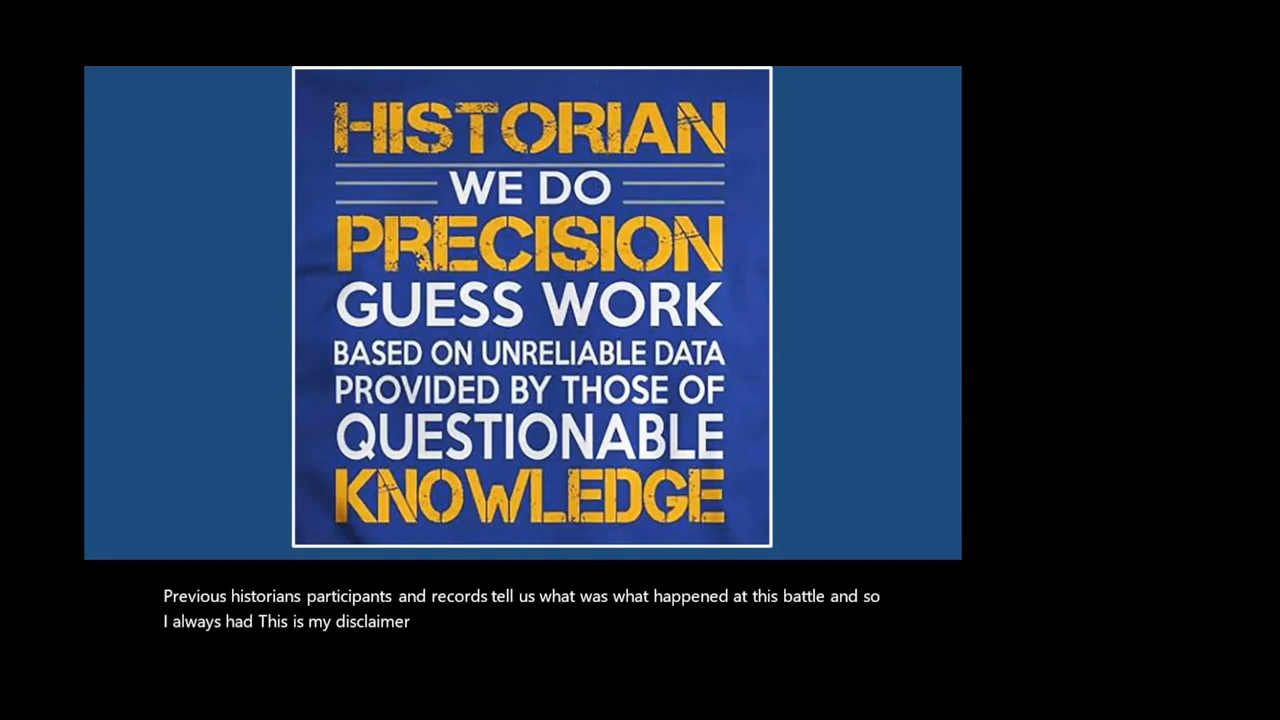 HISTORIAN
WE DO
PRECISION
GUESS WORK
BASED ON UNRELIABLE DATA
PROVIDED BY THOSE OF
QUESTIONABLE
KNOWLEDGE
Previous historians participants and records tell us what was what happened at this battle and so
I always had This is my disclaimer